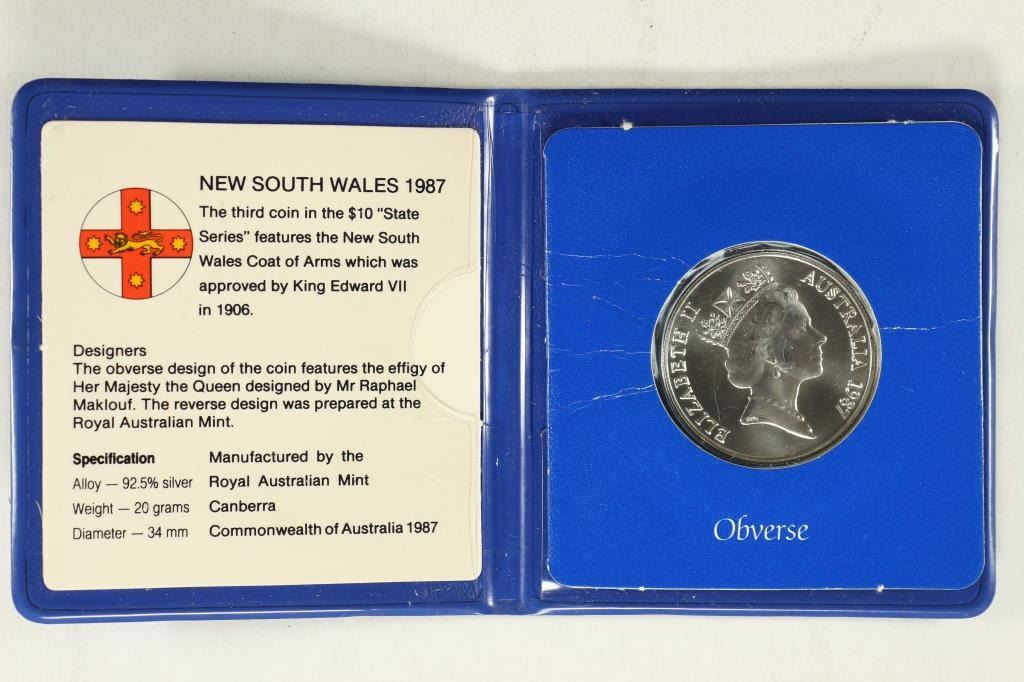 NEW SOUTH WALES 1987
The third coin in the $10 "State
Series" features the New South
Wales Coat of Arms which was
approved by King Edward VII
in 1906.
Designers
The obverse design of the coin features the effigy of
Her Majesty the Queen designed by Mr Raphael
Maklouf. The reverse design was prepared at the
Royal Australian Mint.
Specification
Alloy — 92.5% silver
Weight — 20 grams
Diameter — 34 mm
Manufactured by the
Royal Australian Mint
Canberra
Commonwealth of Australia 1987
ELIZABETH II
AUSTRALIA 1987
Obverse